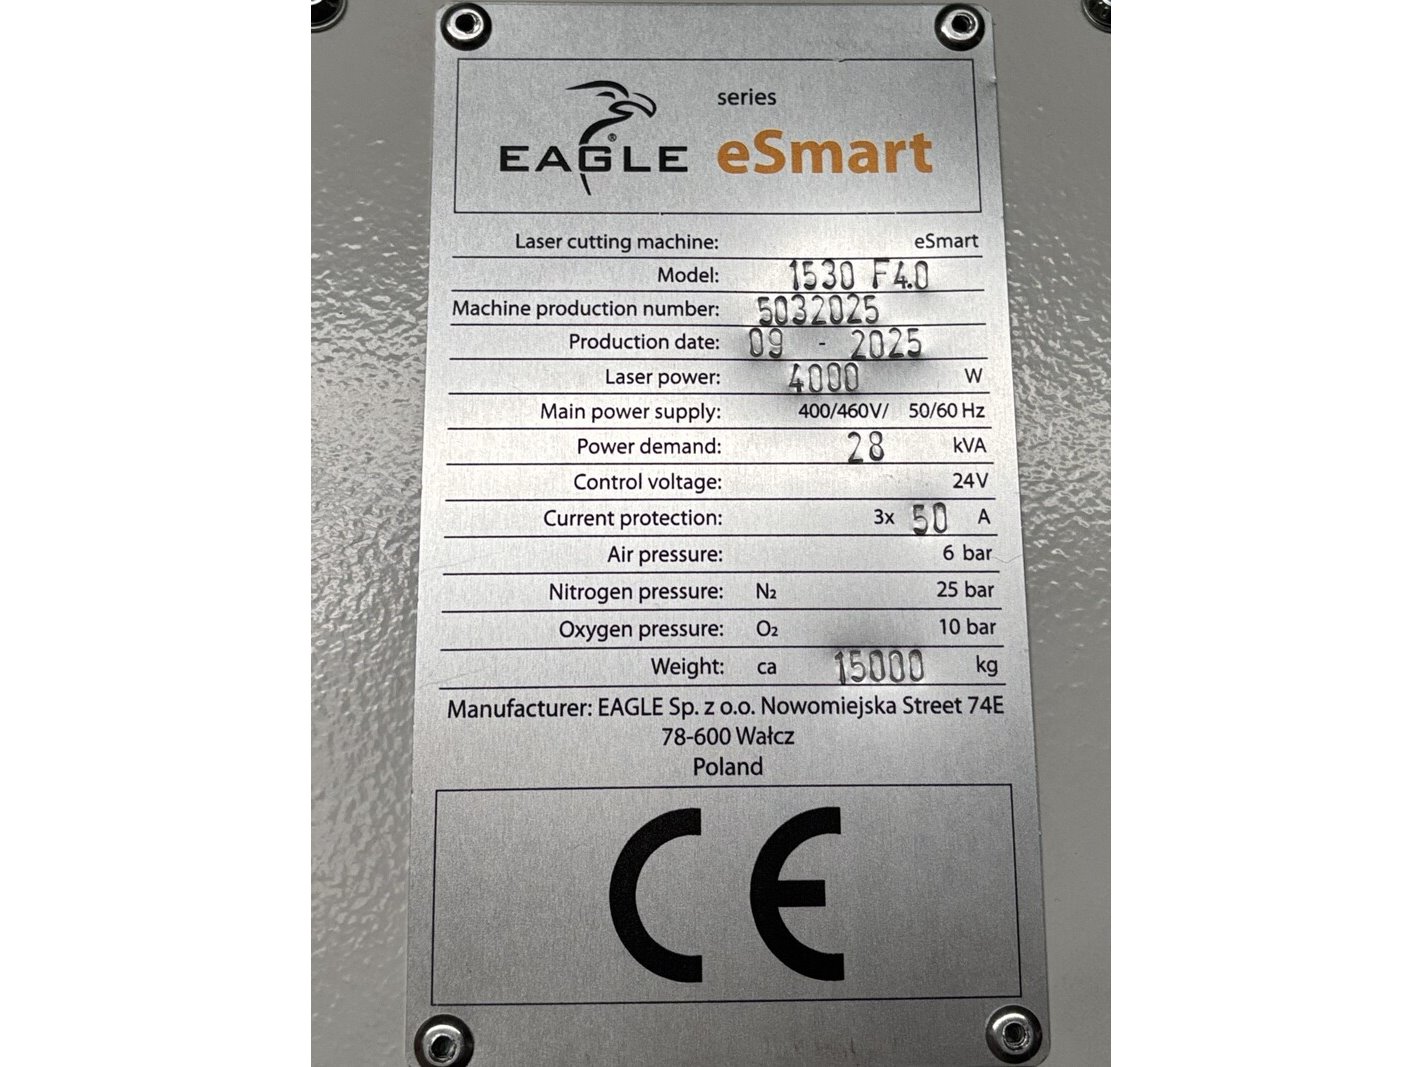 series
EAGLE® eSmart
Laser cutting machine: eSmart
Model: 1530 F4.0
Machine production number: 5032025
Production date: 09 - 2025
Laser power: 4000 W
Main power supply: 400/460V/ 50/60 Hz
Power demand: 28 kVA
Control voltage: 24V
Current protection: 3x 50 A
Air pressure: 6 bar
Nitrogen pressure: N₂ 25 bar
Oxygen pressure: O₂ 10 bar
Weight: ca 15000 kg
Manufacturer: EAGLE Sp. z o.o. Nowomiejska Street 74E
78-600 Wałcz
Poland
CE